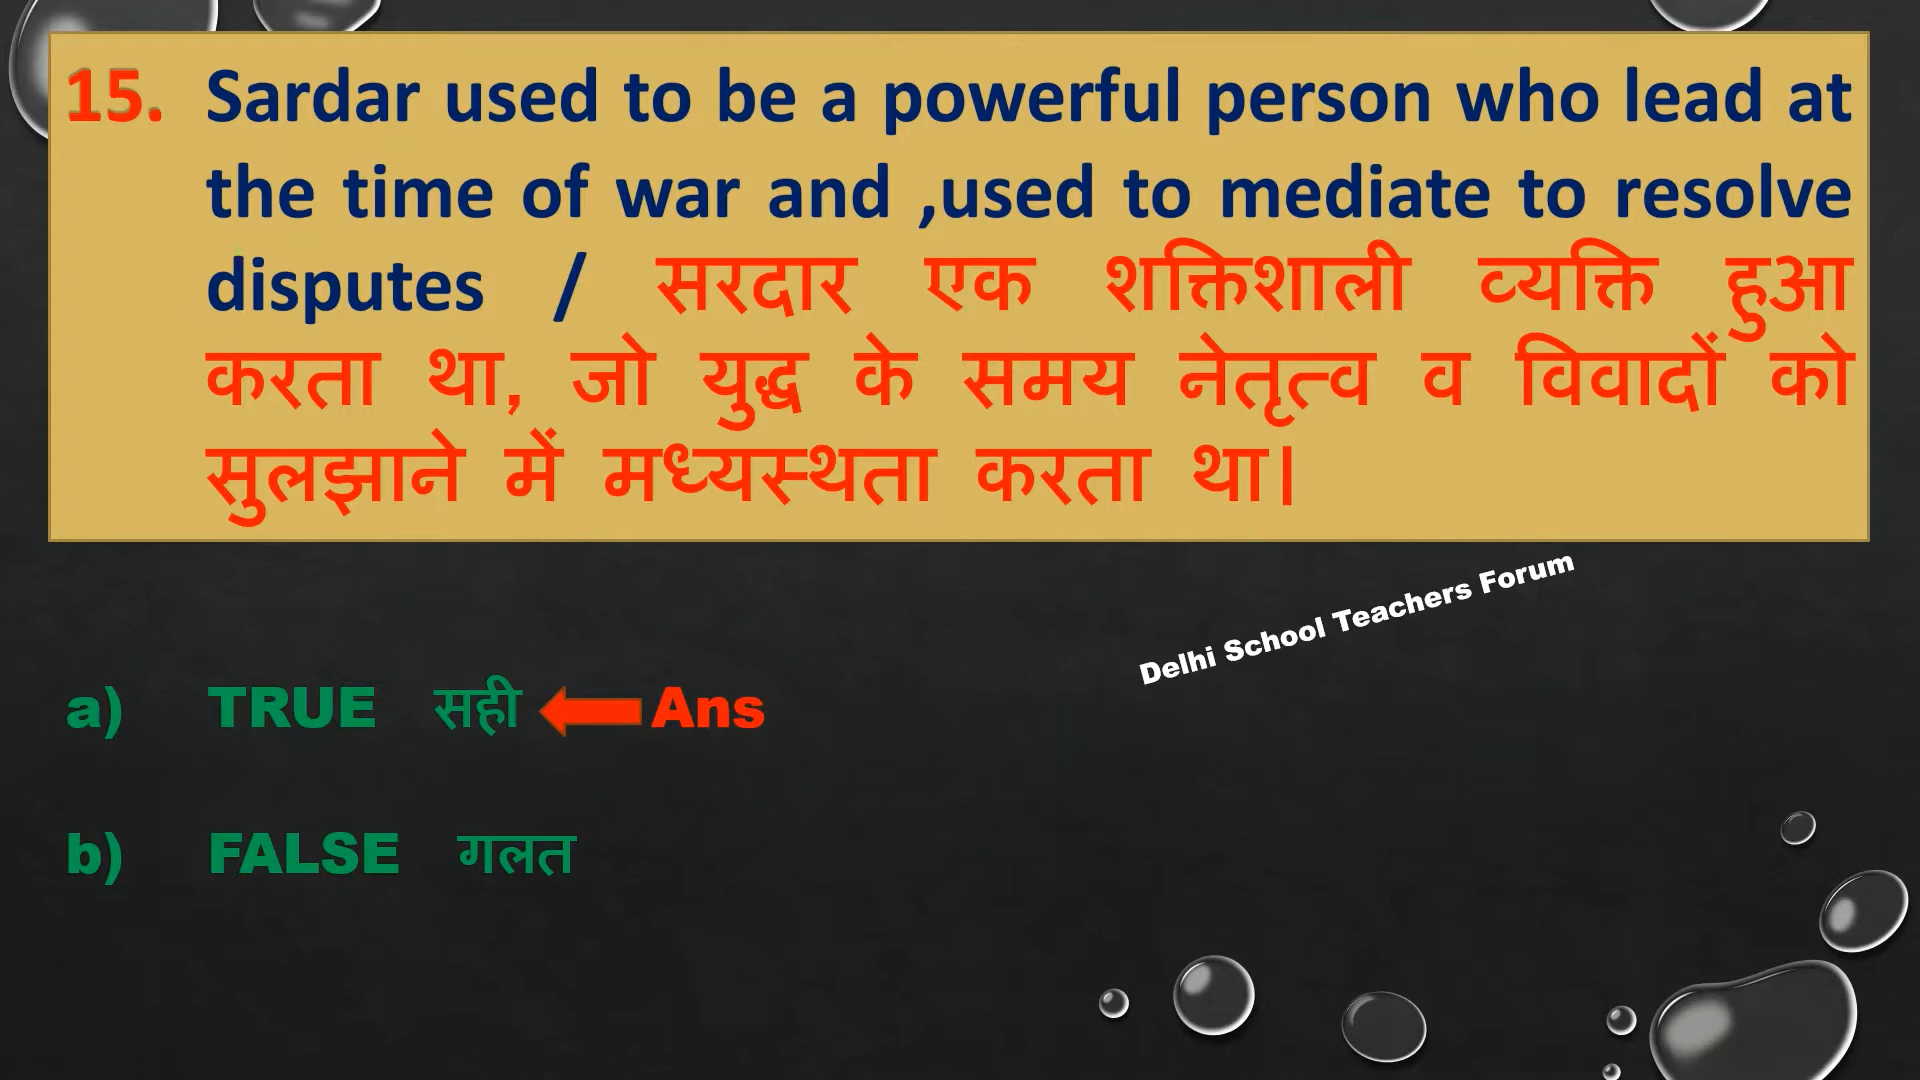 15. Sardar used to be a powerful person who lead at
the time of war and ,used to mediate to resolve
disputes / सरदार एक शक्तिशाली व्यक्ति हुआ
करता था, जो युद्ध के समय नेतृत्व व विवादों को
सुलझाने में मध्यस्थता करता था।
Delhi School Teachers Forum
a) TRUE सही Ans
b) FALSE गलत